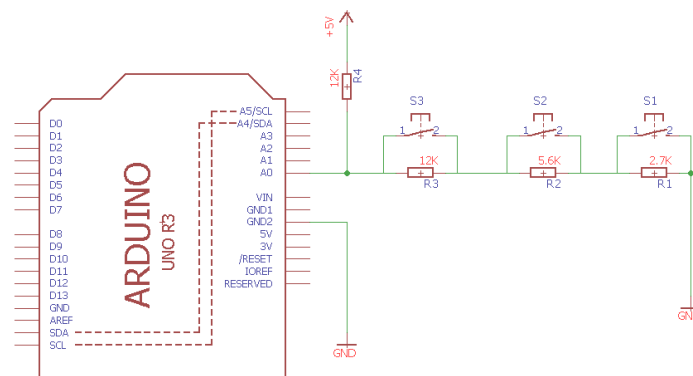 +5V
12K
R4
S3
S2
S1
1 2
1 2
1 2
12K
5.6K
2.7K
R3
R2
R1
ARDUINO
UNO R3
D0
D1
D2
D3
D4
D5
D6
D7
D8
D9
D10
D11
D12
D13
GND
AREF
SDA
SCL
A5/SCL
A4/SDA
A3
A2
A1
A0
VIN
GND1
GND2
5V
3V
/RESET
IOREF
RESERVED
GND
GN